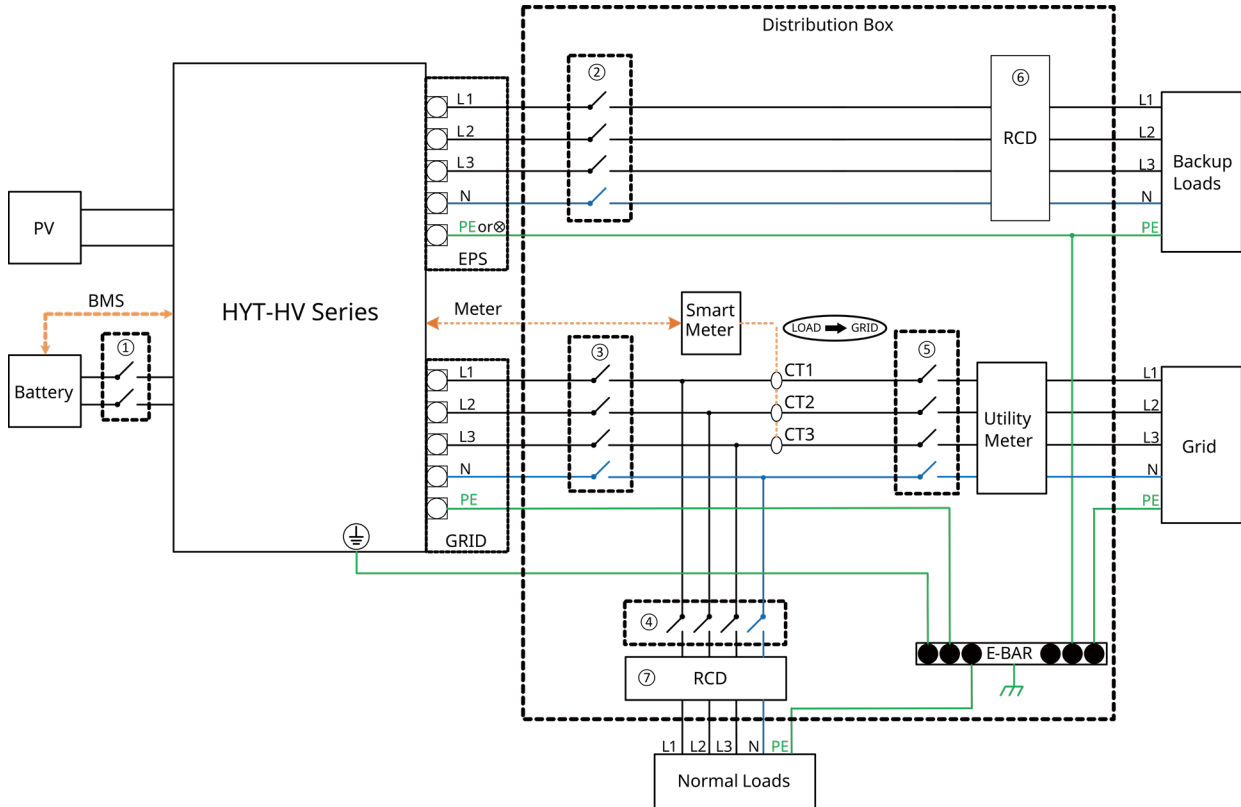 Distribution Box
②
⑥
L1
L2
L3
N
PE or⊗
EPS
RCD
L1
L2
L3
N
PE
Backup
Loads
PV
BMS
HYT-HV Series
Meter
Smart
Meter
LOAD ➡ GRID
①
Battery
③
⑤
L1
L2
L3
N
PE
GRID
CT1
CT2
CT3
Utility
Meter
L1
L2
L3
N
PE
Grid
④
⑦
RCD
E-BAR
L1 L2 L3 N PE
Normal Loads